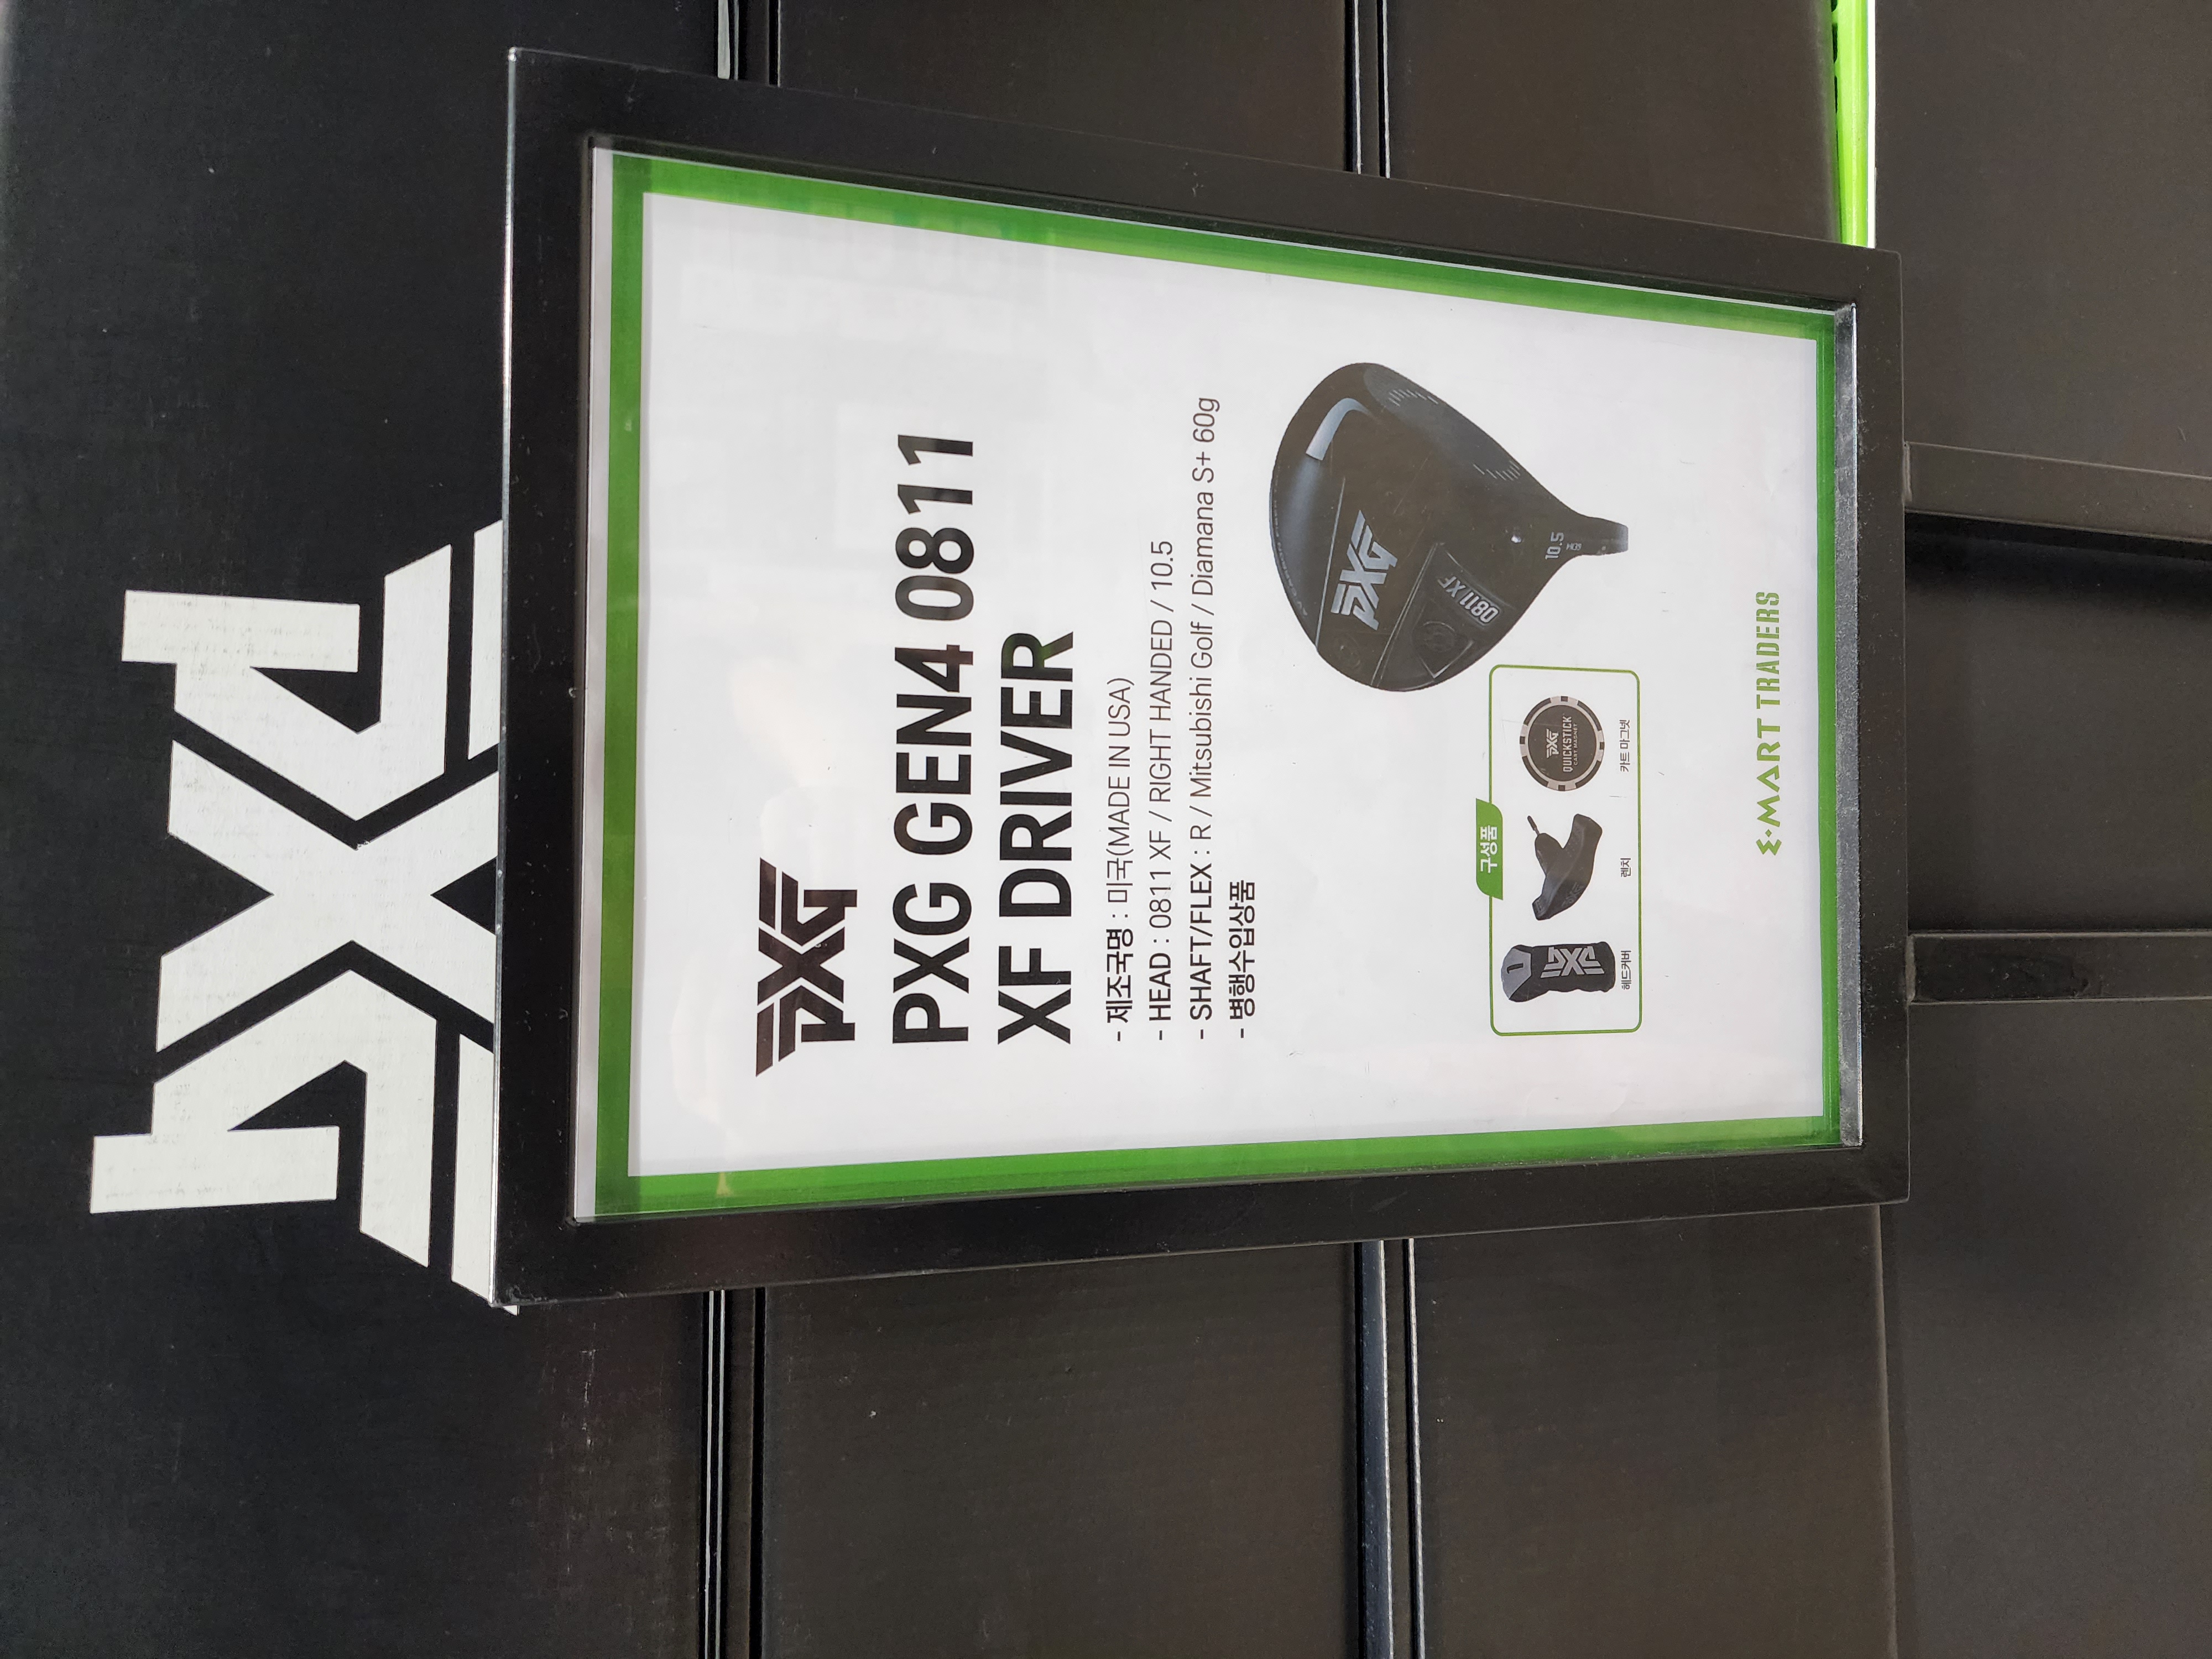 PXG
PXG
PXG GEN4 0811
XF DRIVER
- 제조국명 : 미국(MADE IN USA)
- HEAD : 0811 XF / RIGHT HANDED / 10.5
- SHAFT/FLEX : R / Mitsubishi Golf / Diamana S+ 60g
- 병행수입상품
PXG
0811 XF
10.5
구성품
PXG
PXG
QUICKSTICK
CART MAGNET
헤드커버
렌치
카트 마그넷
E·MART TRADERS